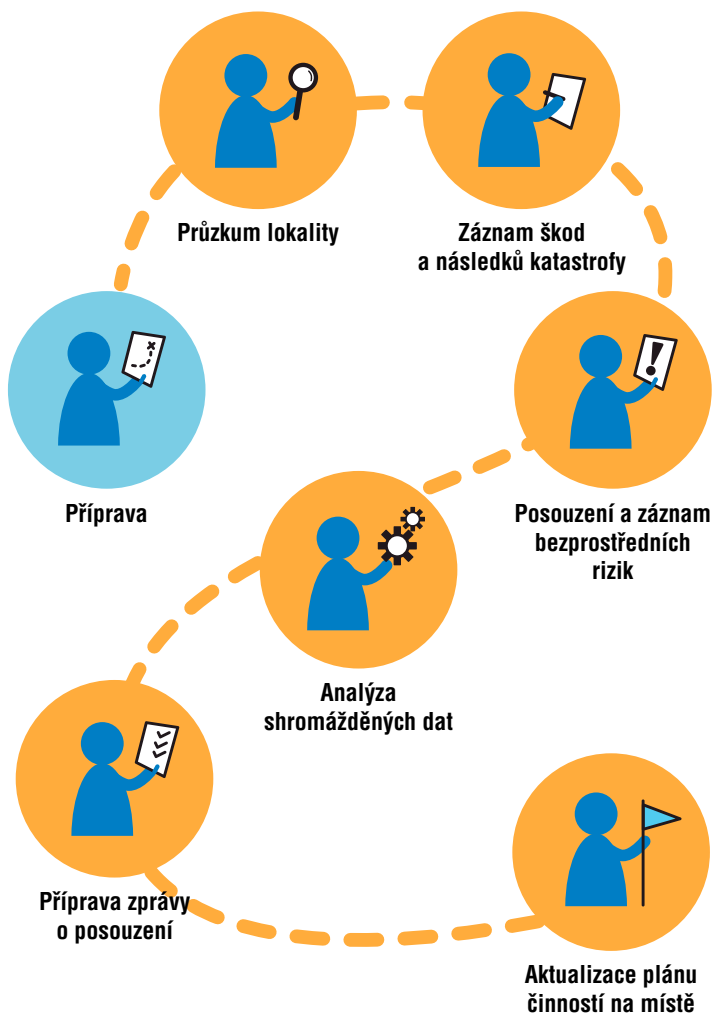 Průzkum lokality
Záznam škod
a následků katastrofy
Příprava
Posouzení a záznam
bezprostředních
rizik
Analýza
shromážděných dat
Příprava zprávy
o posouzení
Aktualizace plánu
činností na místě